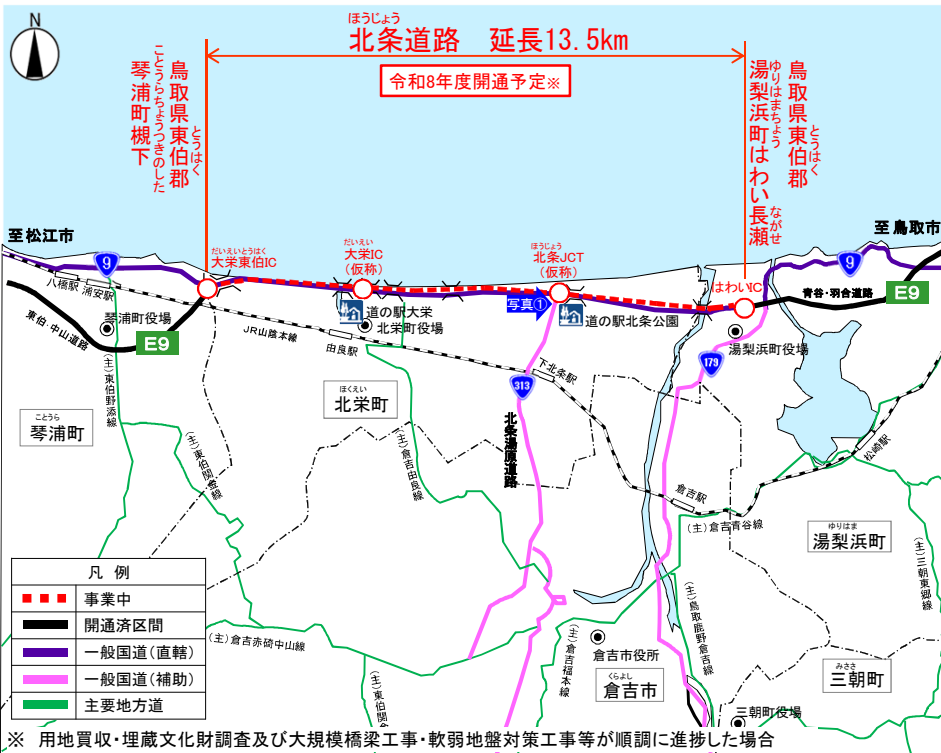 N
ほうじょう
北条道路 延長13.5km
令和8年度開通予定※
鳥取県東伯郡
とうはく
琴浦町槻下
ことうらちょうつきのした
鳥取県東伯郡
とうはく
湯梨浜町はわい長瀬
ゆりはまちょう
ながせ
至松江市
至鳥取市
9
だいえいとうはく
大栄東伯IC
だいえい
大栄IC
(仮称)
ほうじょう
北条JCT
(仮称)
はわいIC
9
青谷・羽合道路
E9
八橋駅
浦安駅
琴浦町役場
東伯・中山道路
E9
JR山陰本線
道の駅大栄
北栄町役場
由良駅
写真①
道の駅北条公園
湯梨浜町役場
下北条駅
313
179
(主)東伯野添線
ことうら
琴浦町
ほくえい
北栄町
北条湯原道路
(主)東伯関金線
(主)倉吉由良線
松崎駅
倉吉駅
(主)倉吉青谷線
ゆりはま
湯梨浜町
(主)三朝東郷線
凡例
事業中
開通済区間
一般国道(直轄)
一般国道(補助)
主要地方道
(主)倉吉赤碕中山線
(主)東伯関金
(主)倉吉福本線
(主)鳥取鹿野倉吉線
倉吉市役所
くらよし
倉吉市
みささ
三朝町
三朝町役場
※ 用地買収・埋蔵文化財調査及び大規模橋梁工事・軟弱地盤対策工事等が順調に進捗した場合